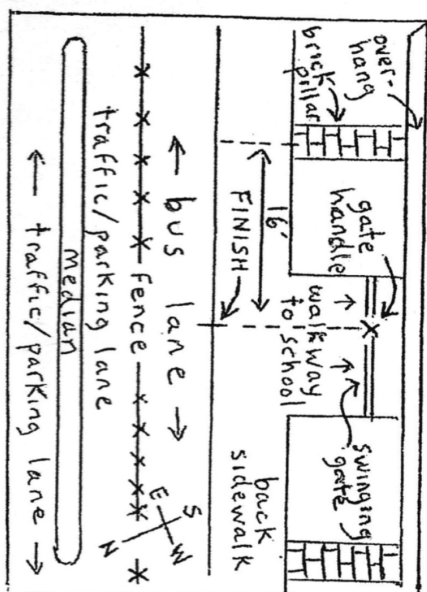 over-
hang
brick
pillar
gate
handle
swinging
gate
16'
FINISH
walkway
to school
back
sidewalk
← bus lane →
fence
traffic/parking lane
median
← traffic/parking lane →
S
E
W
N